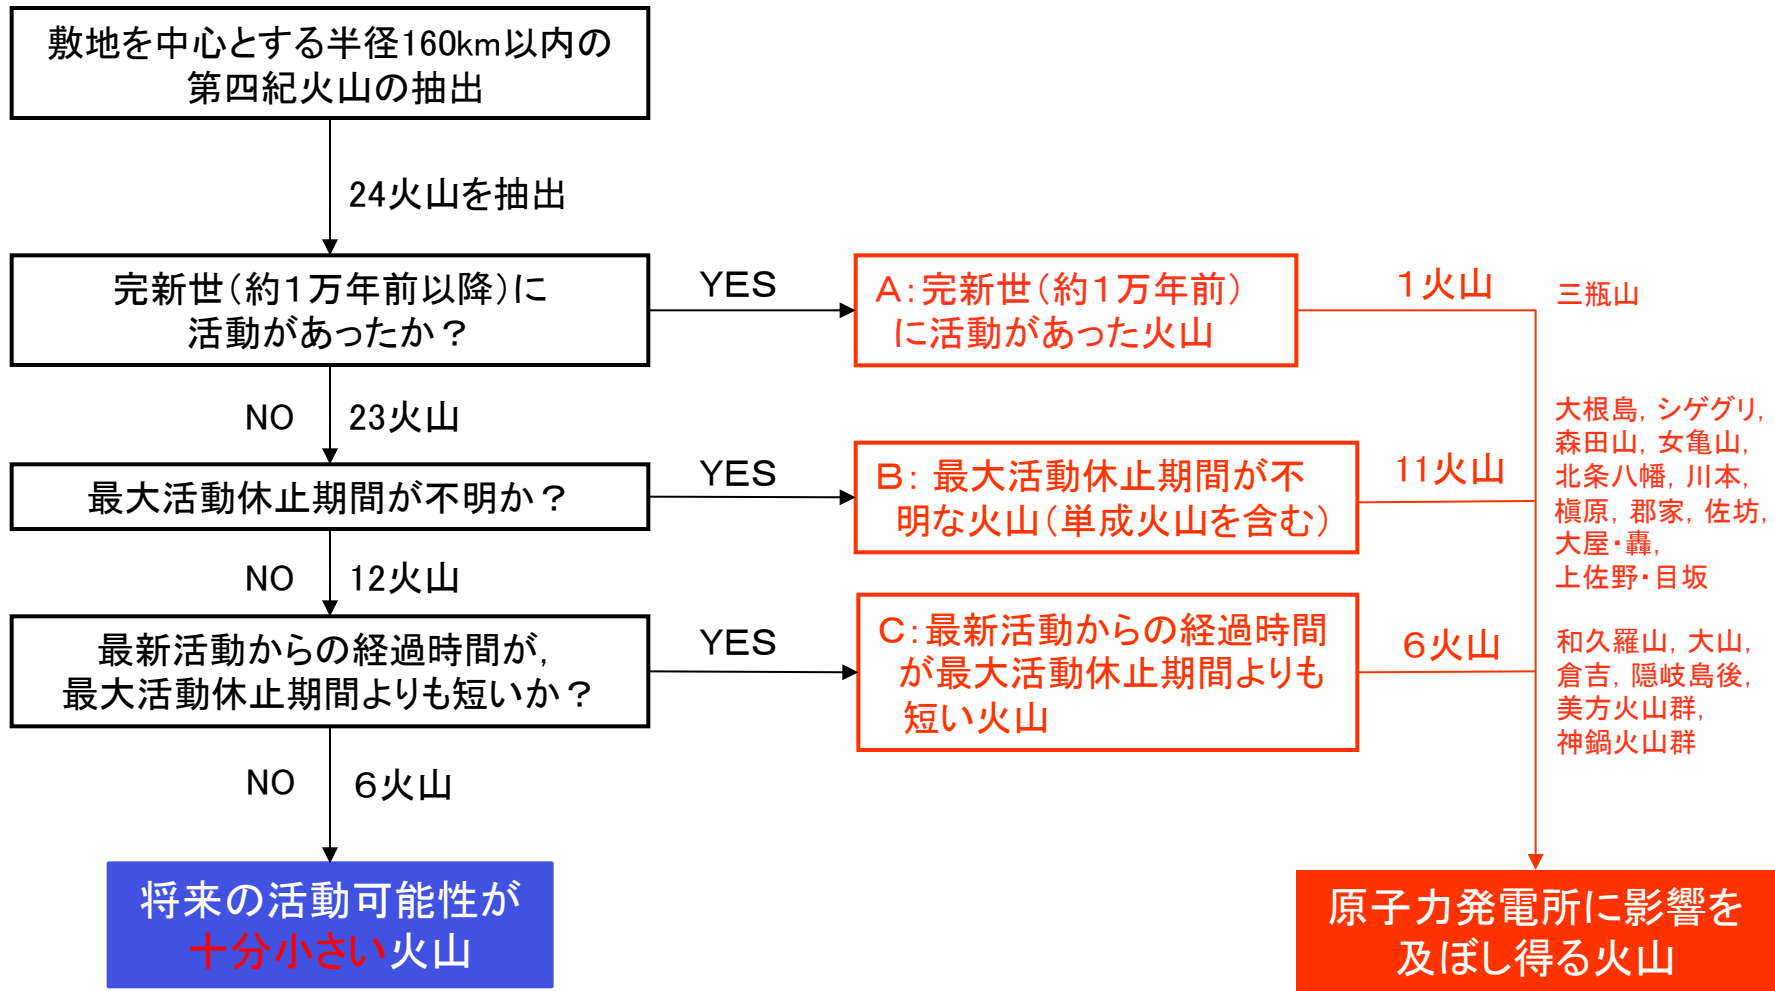 敷地を中心とする半径160km以内の
第四紀火山の抽出
24火山を抽出
完新世（約１万年前以降）に
活動があったか？
YES
A：完新世（約１万年前）
に活動があった火山
１火山
三瓶山
NO
23火山
最大活動休止期間が不明か？
YES
B：最大活動休止期間が不
明な火山（単成火山を含む）
11火山
大根島，シゲグリ，
森田山，女亀山，
北条八幡，川本，
槇原，郡家，佐坊，
大屋・轟，
上佐野・目坂
NO
12火山
最新活動からの経過時間が，
最大活動休止期間よりも短いか？
YES
C：最新活動からの経過時間
が最大活動休止期間よりも
短い火山
６火山
和久羅山，大山，
倉吉，隠岐島後，
美方火山群，
神鍋火山群
NO
６火山
将来の活動可能性が
十分小さい火山
原子力発電所に影響を
及ぼし得る火山